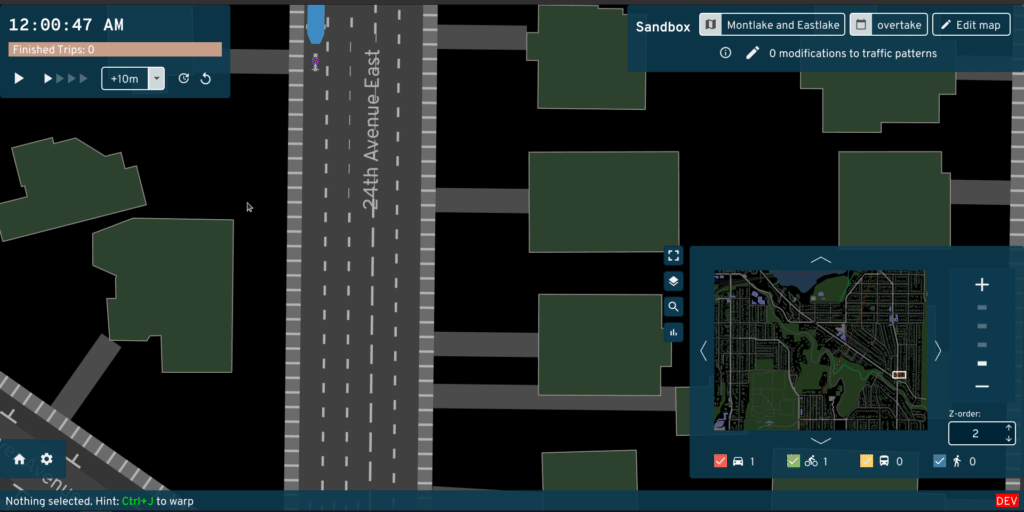 12:00:47 AM
Finished Trips: 0
+10m
Sandbox
Montlake and Eastlake
overtake
Edit map
0 modifications to traffic patterns
24th Avenue East
Z-order:
2
1
1
0
0
Nothing selected. Hint: Ctrl+J to warp
DEV